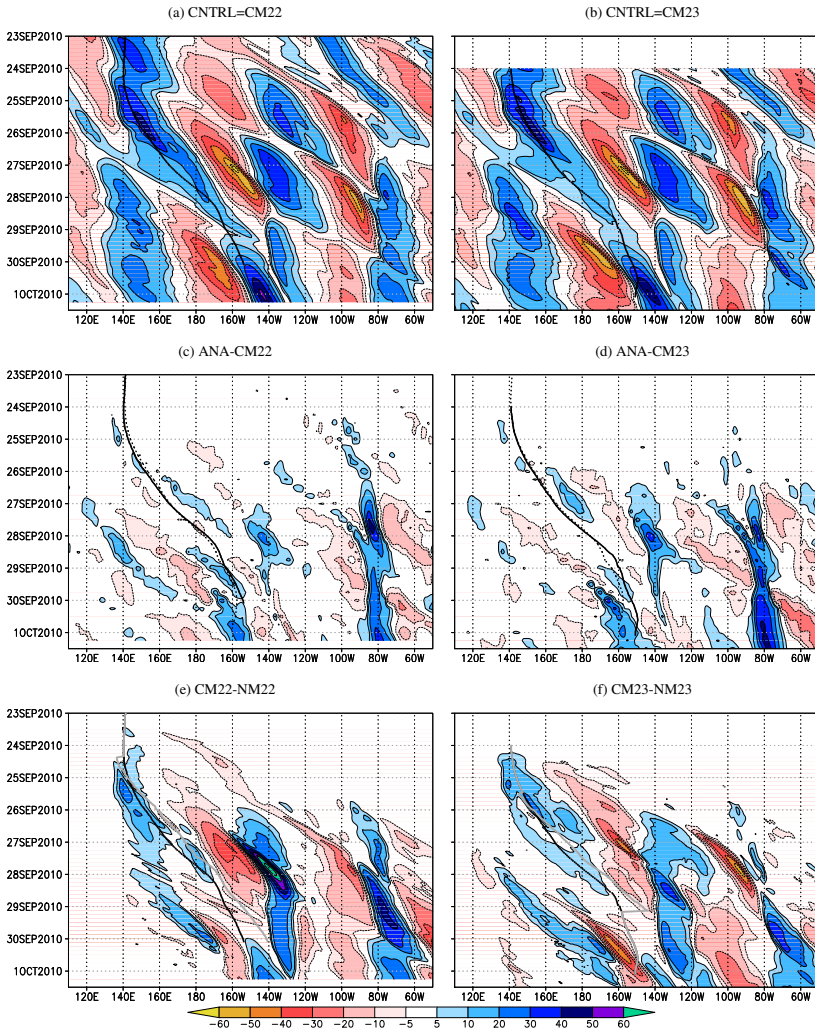 (a) CNTRL=CM22
(b) CNTRL=CM23
23SEP2010
24SEP2010
25SEP2010
26SEP2010
27SEP2010
28SEP2010
29SEP2010
30SEP2010
1OCT2010
120E 140E 160E 180 160W 140W 120W 100W 80W 60W
120E 140E 160E 180 160W 140W 120W 100W 80W 60W
(c) ANA-CM22
(d) ANA-CM23
23SEP2010
24SEP2010
25SEP2010
26SEP2010
27SEP2010
28SEP2010
29SEP2010
30SEP2010
1OCT2010
120E 140E 160E 180 160W 140W 120W 100W 80W 60W
120E 140E 160E 180 160W 140W 120W 100W 80W 60W
(e) CM22-NM22
(f) CM23-NM23
23SEP2010
24SEP2010
25SEP2010
26SEP2010
27SEP2010
28SEP2010
29SEP2010
30SEP2010
1OCT2010
120E 140E 160E 180 160W 140W 120W 100W 80W 60W
120E 140E 160E 180 160W 140W 120W 100W 80W 60W
−60 −50 −40 −30 −20 −10 −5 5 10 20 30 40 50 60